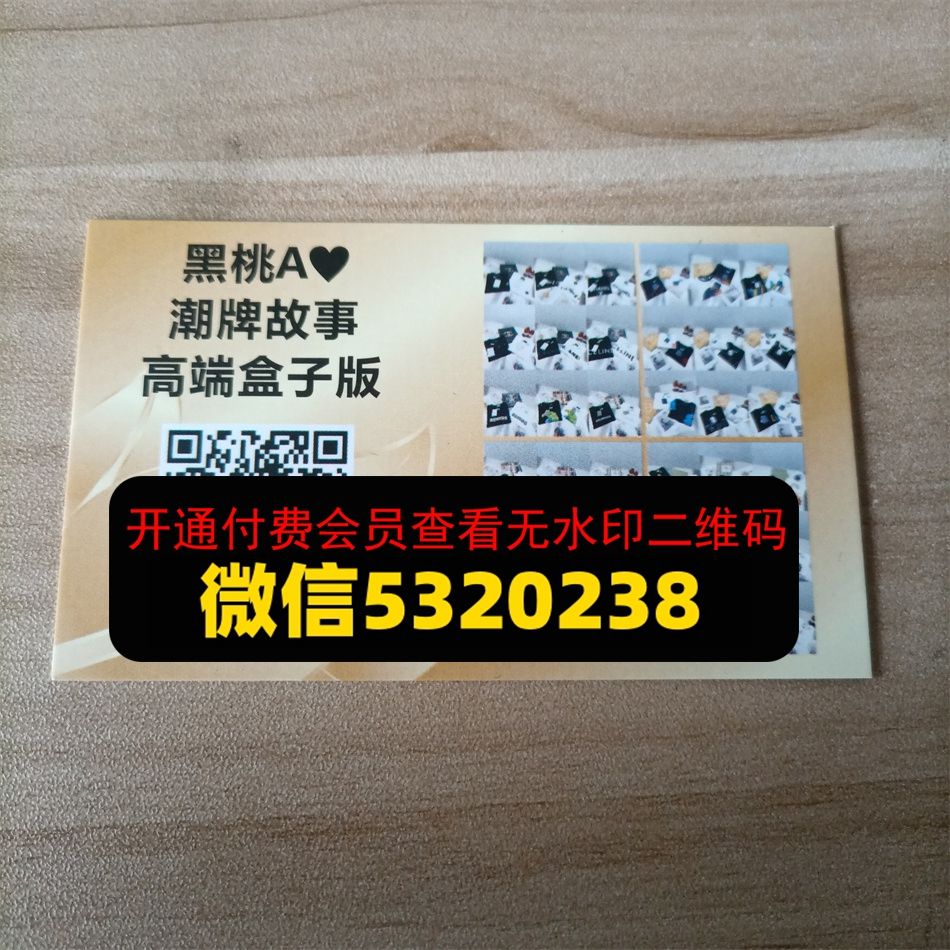 黑桃A♥
潮牌故事
高端盒子版
CELINE
开通付费会员查看无水印二维码
微信5320238